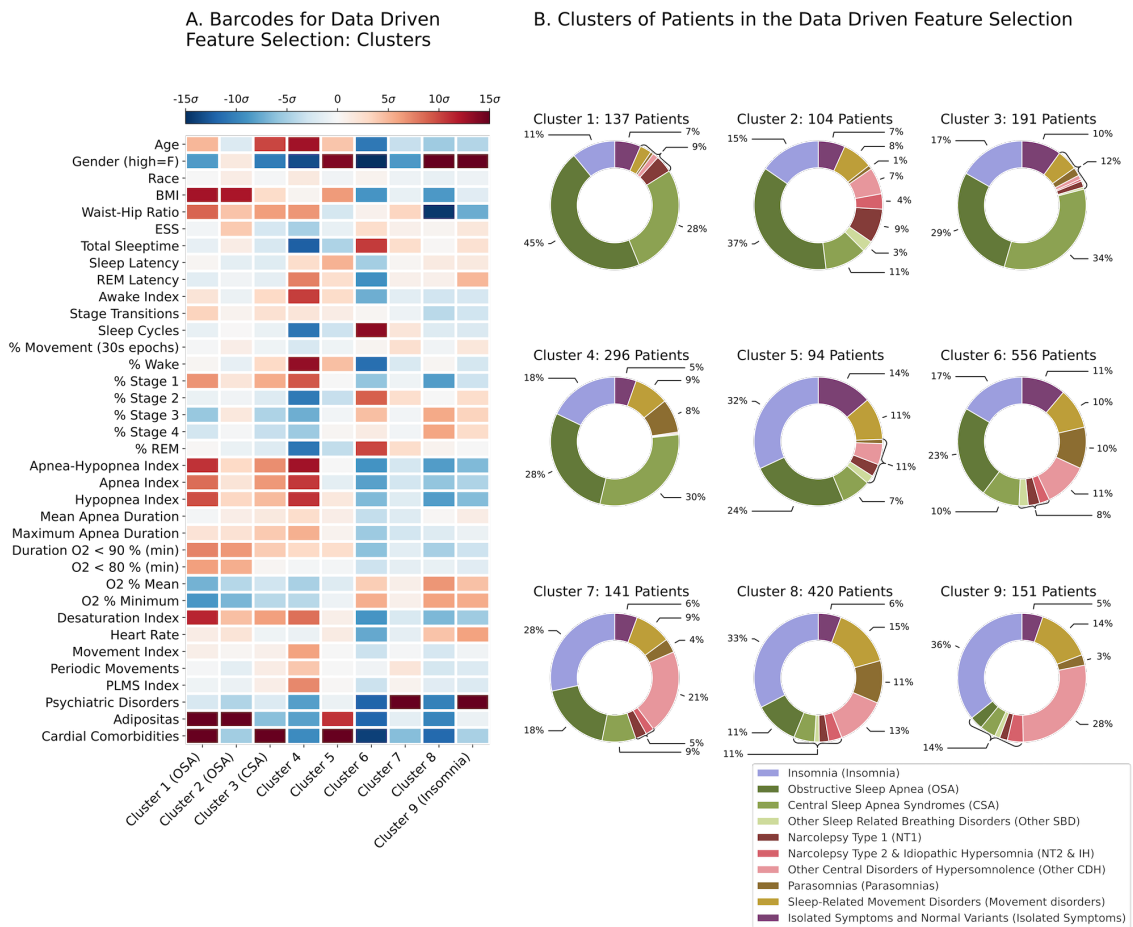 A. Barcodes for Data Driven
Feature Selection: Clusters
-15σ -10σ -5σ 0 5σ 10σ 15σ
Age
Gender (high=F)
Race
BMI
Waist-Hip Ratio
ESS
Total Sleeptime
Sleep Latency
REM Latency
Awake Index
Stage Transitions
Sleep Cycles
% Movement (30s epochs)
% Wake
% Stage 1
% Stage 2
% Stage 3
% Stage 4
% REM
Apnea-Hypopnea Index
Apnea Index
Hypopnea Index
Mean Apnea Duration
Maximum Apnea Duration
Duration O2 < 90 % (min)
O2 < 80 % (min)
O2 % Mean
O2 % Minimum
Desaturation Index
Heart Rate
Movement Index
Periodic Movements
PLMS Index
Psychiatric Disorders
Adipositas
Cardial Comorbidities
Cluster 1 (OSA)
Cluster 2 (OSA)
Cluster 3 (CSA)
Cluster 4
Cluster 5
Cluster 6
Cluster 7
Cluster 8
Cluster 9 (Insomnia)
B. Clusters of Patients in the Data Driven Feature Selection
Cluster 1: 137 Patients
11%
7%
9%
28%
45%
Cluster 2: 104 Patients
15%
7%
8%
1%
7%
4%
9%
3%
11%
37%
Cluster 3: 191 Patients
17%
10%
12%
34%
29%
Cluster 4: 296 Patients
18%
5%
9%
8%
30%
28%
Cluster 5: 94 Patients
32%
14%
11%
11%
7%
24%
Cluster 6: 556 Patients
17%
11%
10%
10%
11%
8%
10%
23%
Cluster 7: 141 Patients
28%
6%
9%
4%
21%
5%
9%
18%
Cluster 8: 420 Patients
33%
6%
15%
11%
13%
11%
11%
Cluster 9: 151 Patients
36%
5%
14%
3%
28%
14%
Insomnia (Insomnia)
Obstructive Sleep Apnea (OSA)
Central Sleep Apnea Syndromes (CSA)
Other Sleep Related Breathing Disorders (Other SBD)
Narcolepsy Type 1 (NT1)
Narcolepsy Type 2 & Idiopathic Hypersomnia (NT2 & IH)
Other Central Disorders of Hypersomnolence (Other CDH)
Parasomnias (Parasomnias)
Sleep-Related Movement Disorders (Movement disorders)
Isolated Symptoms and Normal Variants (Isolated Symptoms)